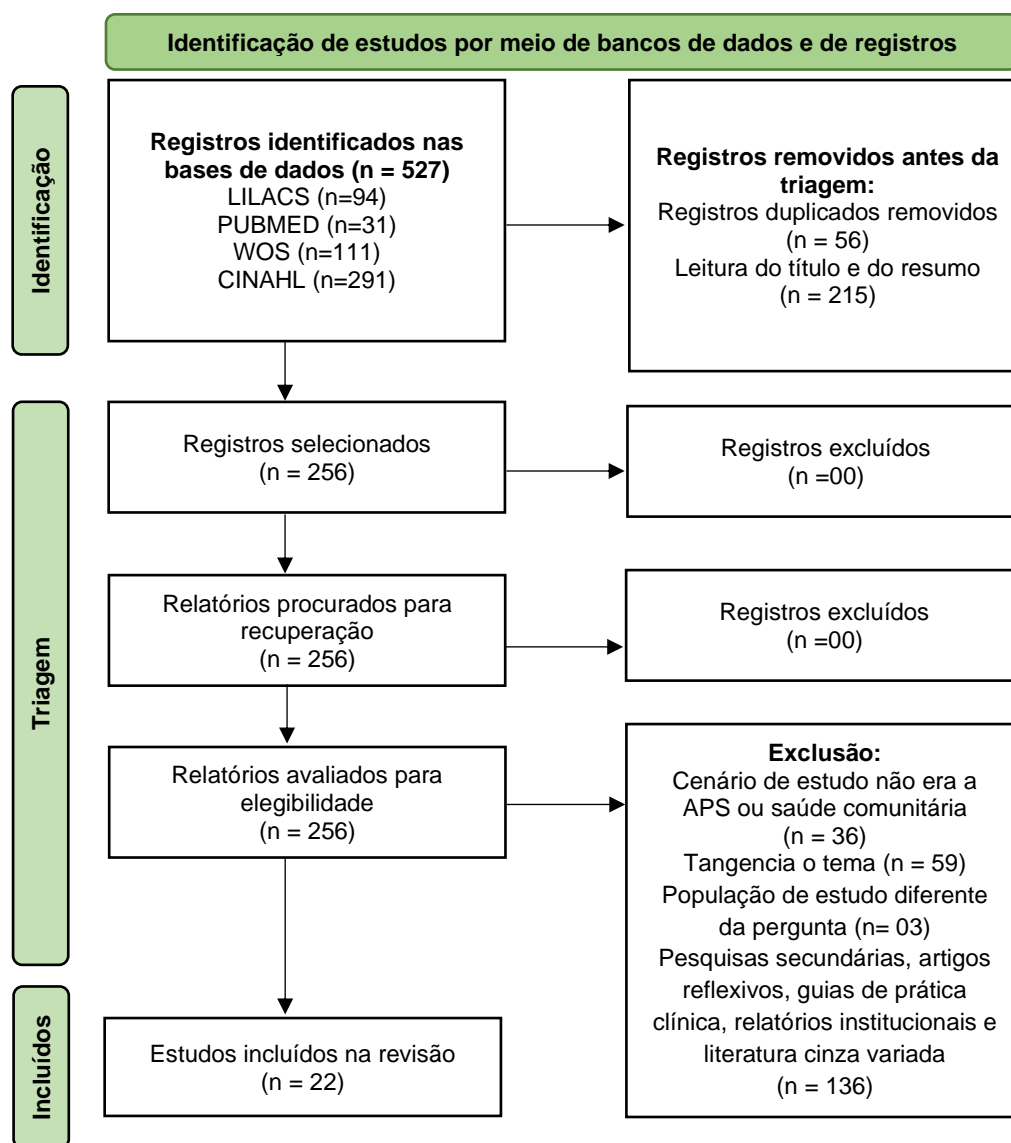 Identificação de estudos por meio de bancos de dados e de registros
Identificação
Registros identificados nas
bases de dados (n = 527)
LILACS (n=94)
PUBMED (n=31)
WOS (n=111)
CINAHL (n=291)
Registros removidos antes da
triagem:
Registros duplicados removidos
(n = 56)
Leitura do título e do resumo
(n = 215)
Triagem
Registros selecionados
(n = 256)
Registros excluídos
(n =00)
Relatórios procurados para
recuperação
(n = 256)
Registros excluídos
(n =00)
Relatórios avaliados para
elegibilidade
(n = 256)
Exclusão:
Cenário de estudo não era a
APS ou saúde comunitária
(n = 36)
Tangencia o tema (n = 59)
População de estudo diferente
da pergunta (n= 03)
Pesquisas secundárias, artigos
reflexivos, guias de prática
clínica, relatórios institucionais e
literatura cinza variada
(n = 136)
Incluídos
Estudos incluídos na revisão
(n = 22)